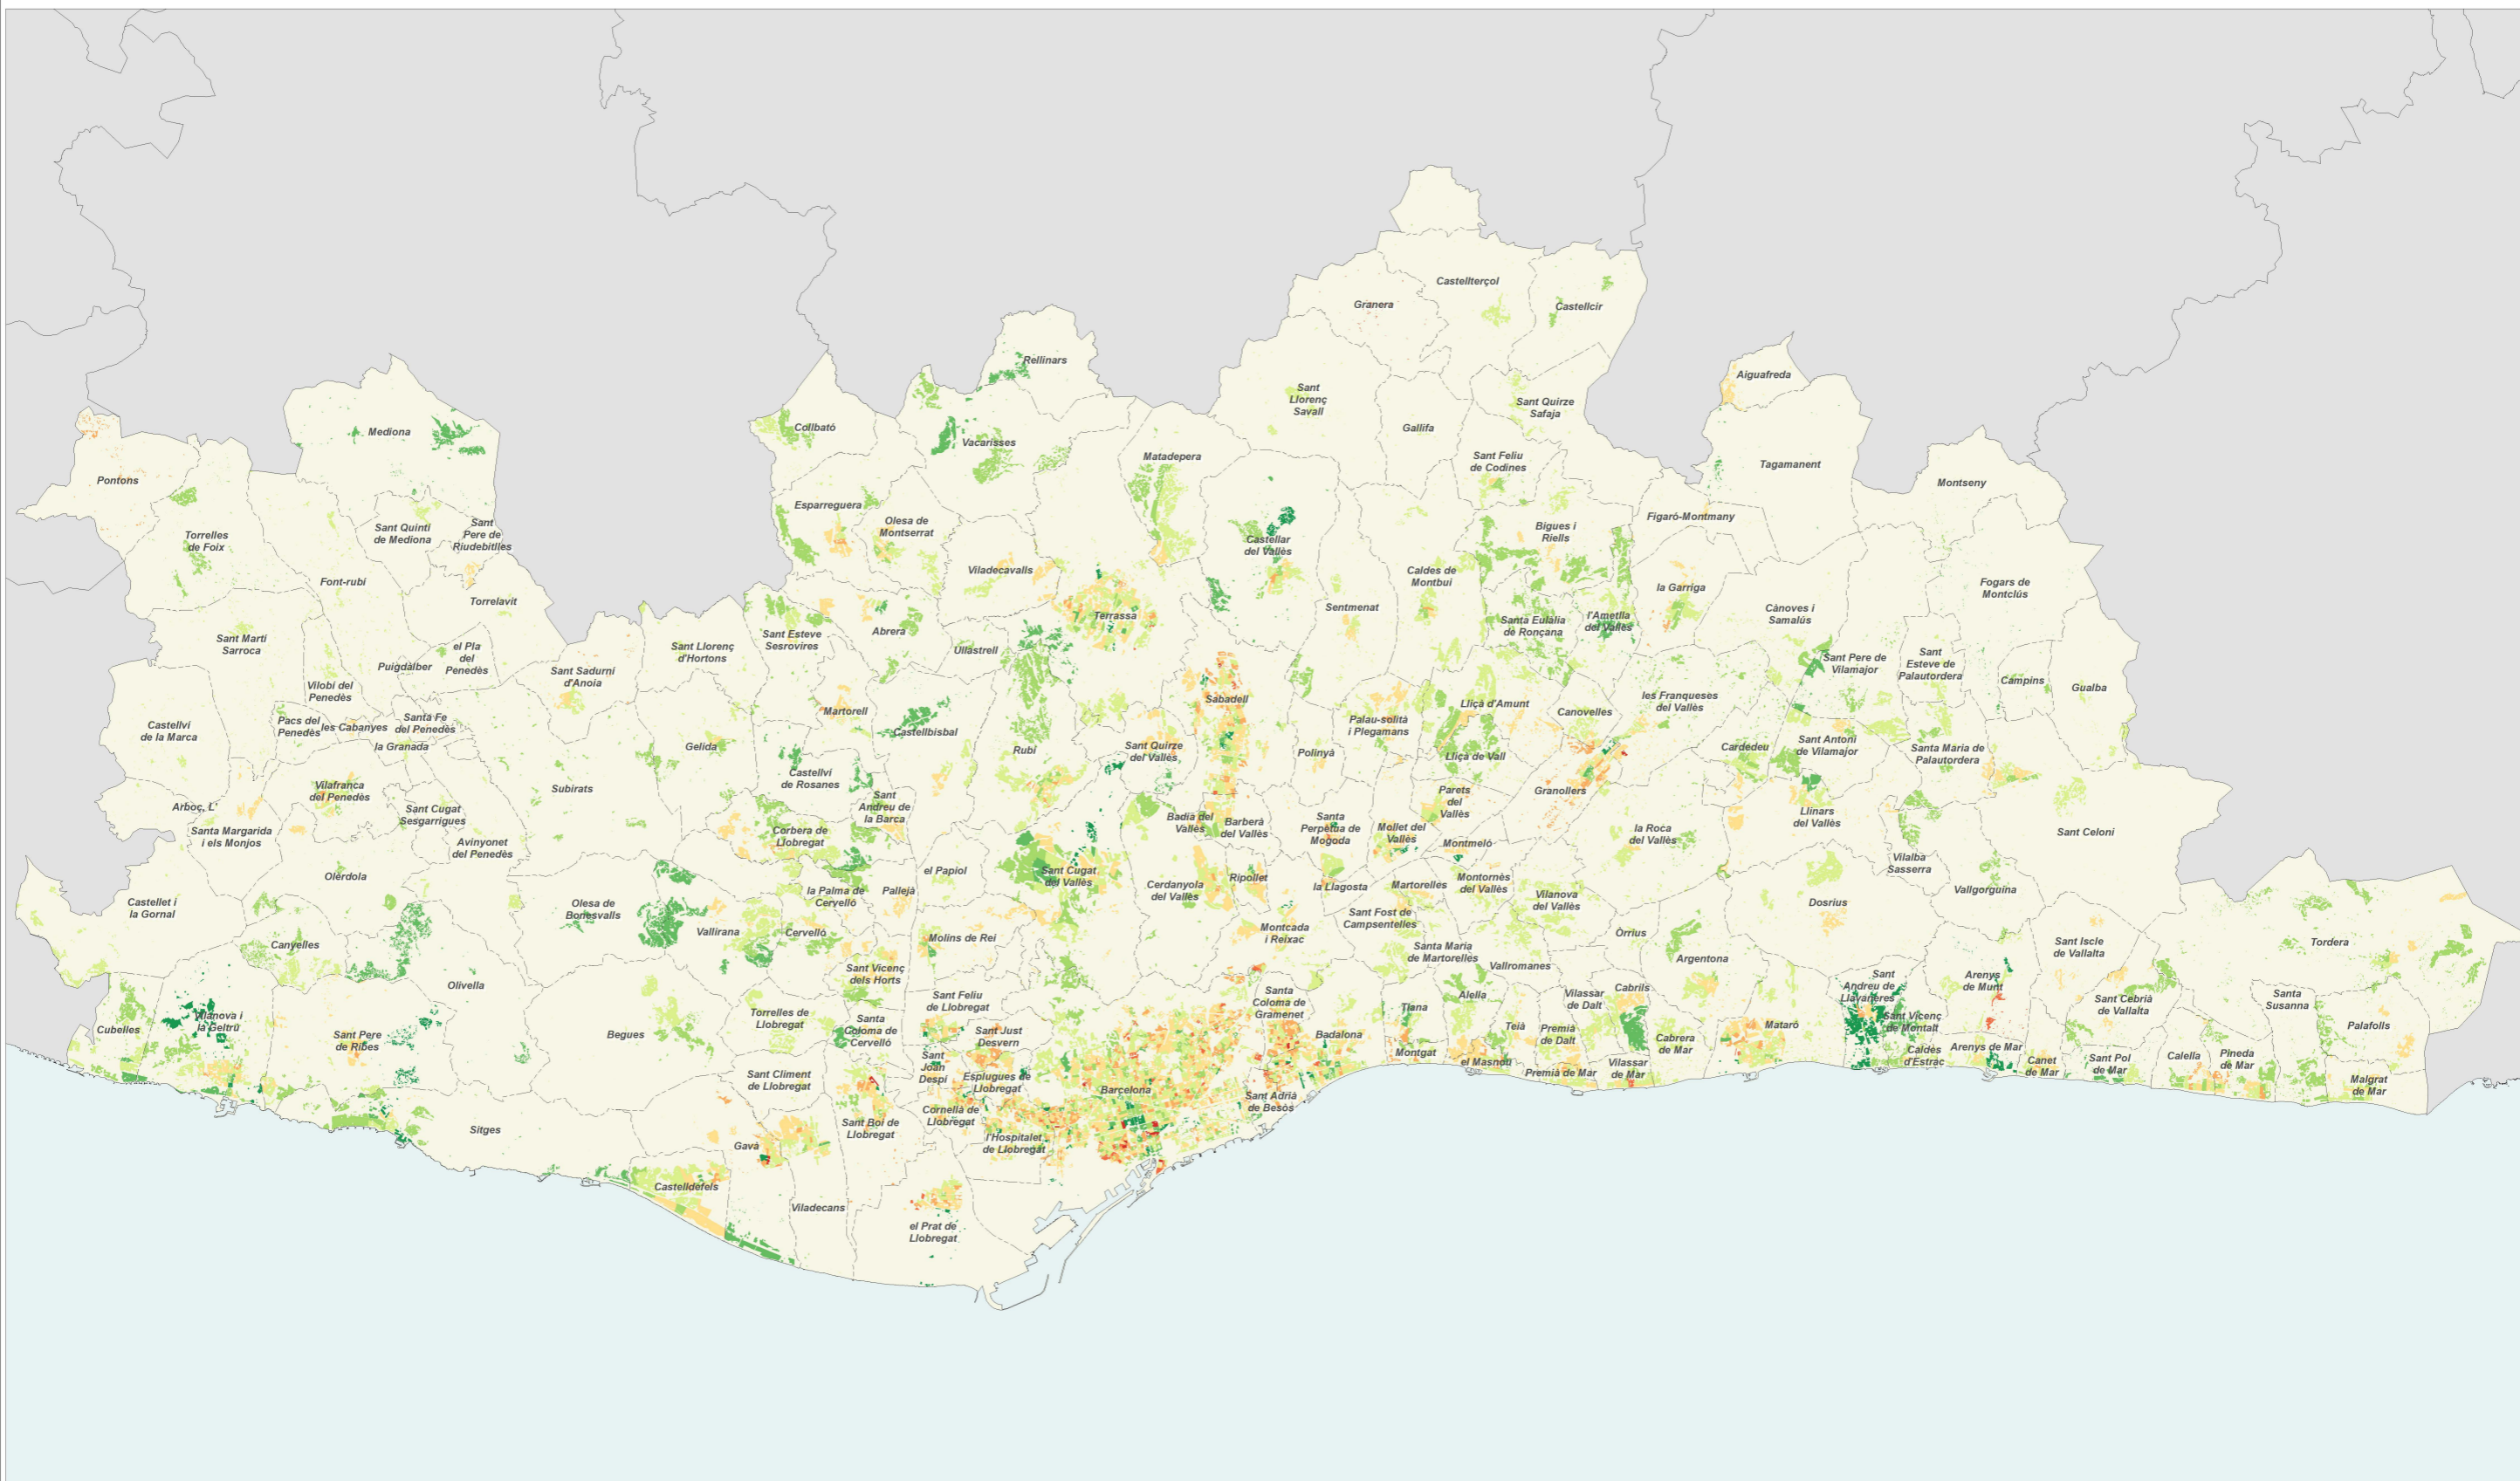 Castellterçol
Granera
Castellcir
Rellinars
Aiguafreda
Sant
Llorenç
Savall
Sant Quirze
Safaja
Collbató
Mediona
Vacarisses
Gallifa
Matadepera
Sant Feliu
de Codines
Tagamanent
Pontons
Montseny
Esparreguera
Figaró-Montmany
Olesa de
Montserrat
Bigues i
Riells
Sant Quintí
de Mediona
Sant
Pere de
Riudebitlles
Torrelles
de Foix
Castellar
del Vallès
Viladecavalls
Caldes de
Montbui
Font-rubí
la Garriga
Fogars de
Montclús
Torrelavit
Sentmenat
Cànoves i
Samalús
Terrassa
l'Ametlla
del Vallès
Santa Eulàlia
de Ronçana
Abrera
Sant Esteve
Sesrovires
Sant Martí
Sarroca
Ullastrell
Sant Llorenç
d'Hortons
el Pla
del
Penedès
Puigdàlber
Sant Pere de
Vilamajor
Sant
Esteve de
Palautordera
Sant Sadurní
d'Anoia
Campins
Gualba
Vilobí del
Penedès
Sabadell
les Franqueses
del Vallès
Lliçà d'Amunt
Canovelles
Martorell
Castellví
de la Marca
Pacs del
Penedès
les Cabanyes
Santa Fe
del Penedès
Palau-solità
i Plegamans
Castellbisbal
la Granada
Gelida
Rubí
Sant Quirze
del Vallès
Polinyà
Lliçà de Vall
Cardedeu
Sant Antoni
de Vilamajor
Santa Maria de
Palautordera
Castellví
de Rosanes
Vilafranca
del Penedès
Subirats
Granollers
Arboç, L'
Sant Cugat
Sesgarrigues
Sant
Andreu de
la Barca
Parets
del
Vallès
Llinars
del Vallès
Santa Margarida
i els Monjos
Corbera de
Llobregat
Badia del
Vallès
Barberà
del Vallès
Santa
Perpètua de
Mogoda
Mollet del
Vallès
Montmeló
la Roca
del Vallès
Sant Celoni
Avinyonet
del Penedès
Olèrdola
el Papiol
Sant Cugat
del Vallès
Vilalba
Sasserra
Cerdanyola
del Vallès
Ripollet
la Llagosta
Martorelles
Montornès
del Vallès
Vallgorguina
la Palma de
Cervelló
Pallejà
Castellet i
la Gornal
Olesa de
Bonesvalls
Vilanova
del Vallès
Dosrius
Sant Fost de
Campsentelles
Vallirana
Cervelló
Molins de Rei
Montcada
i Reixac
Òrrius
Canyelles
Santa Maria
de Martorelles
Argentona
Sant Iscle
de Vallalta
Tordera
Vallromanes
Sant Vicenç
dels Horts
Olivella
Sant
Andreu de
Llavaneres
Arenys
de Munt
Sant Feliu
de Llobregat
Santa
Coloma de
Gramenet
Tiana
Alella
Vilassar
de Dalt
Cabrils
Sant Cebrià
de Vallalta
Santa
Susanna
Cubelles
Vilanova i
la Geltrú
Torrelles de
Llobregat
Santa
Coloma de
Cervelló
Sant Vicenç
de Montalt
Palafolls
Sant Pere
de Ribes
Begues
Sant Just
Desvern
Badalona
Teià
Premià
de Dalt
Cabrera
de Mar
Mataró
Sant
Joan
Despí
Montgat
el Masnou
Premià de Mar
Vilassar
de Mar
Caldes
d'Estrac
Arenys de Mar
Canet
de Mar
Sant Pol
de Mar
Calella
Pineda
de Mar
Malgrat
de Mar
Sant Climent
de Llobregat
Esplugues de
Llobregat
Barcelona
Sant Adrià
de Besòs
Cornellà de
Llobregat
Sant Boi de
Llobregat
Sitges
Gavà
l'Hospitalet
de Llobregat
Castelldefels
Viladecans
el Prat de
Llobregat